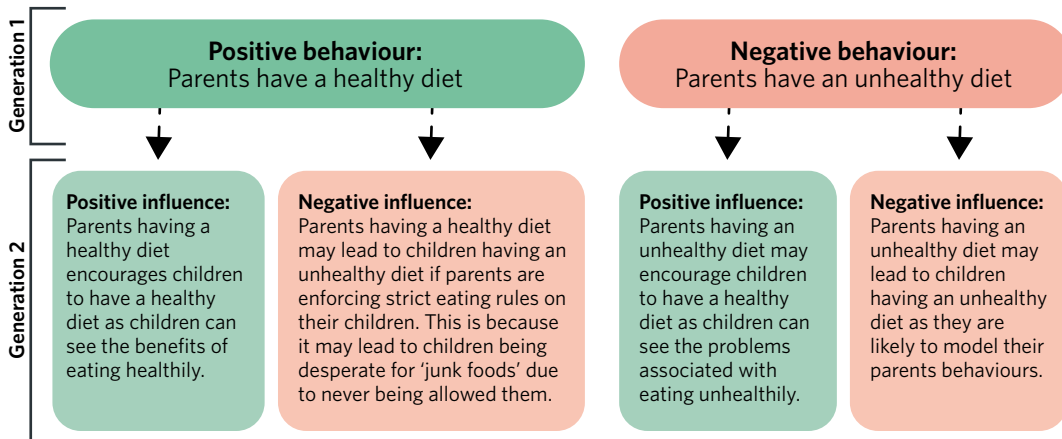 Generation 1
Positive behaviour:
Parents have a healthy diet
Negative behaviour:
Parents have an unhealthy diet
Generation 2
Positive influence:
Parents having a
healthy diet
encourages children
to have a healthy
diet as children can
see the benefits of
eating healthily.
Negative influence:
Parents having a healthy diet
may lead to children having an
unhealthy diet if parents are
enforcing strict eating rules on
their children. This is because
it may lead to children being
desperate for ‘junk foods’ due
to never being allowed them.
Positive influence:
Parents having an
unhealthy diet may
encourage children
to have a healthy
diet as children can
see the problems
associated with
eating unhealthily.
Negative influence:
Parents having an
unhealthy diet may
lead to children
having an unhealthy
diet as they are
likely to model their
parents behaviours.